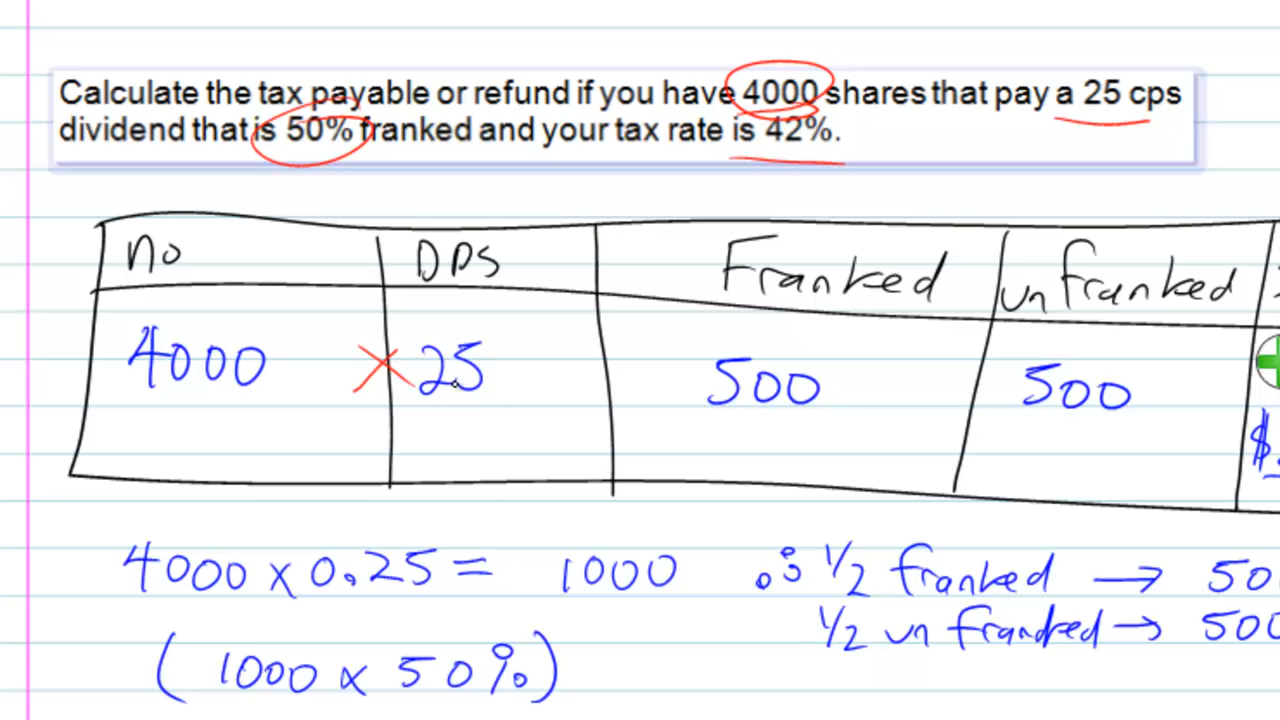 Calculate the tax payable or refund if you have 4000 shares that pay a 25 cps
dividend that is 50% franked and your tax rate is 42%.
no DPS Franked unfranked
4000 × 25 500 500
$
4000 × 0.25 = 1000 ½ franked → 50
½ unfranked → 500
(1000 × 50%)